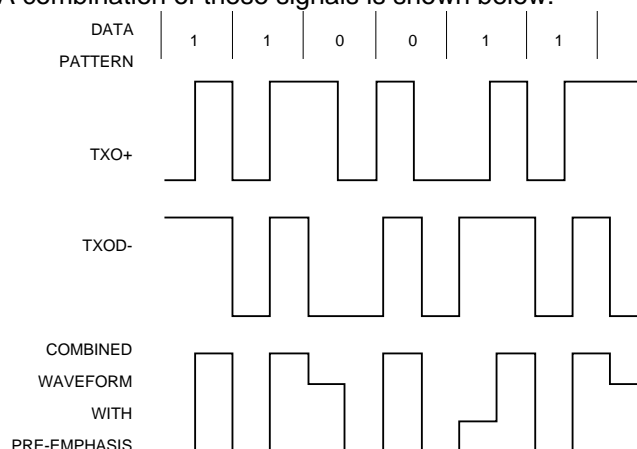 A combination of these signals is shown below.
DATA
PATTERN
1 1 0 0 1 1
TXO+
TXOD-
COMBINED
WAVEFORM
WITH
PRE-EMPHASIS